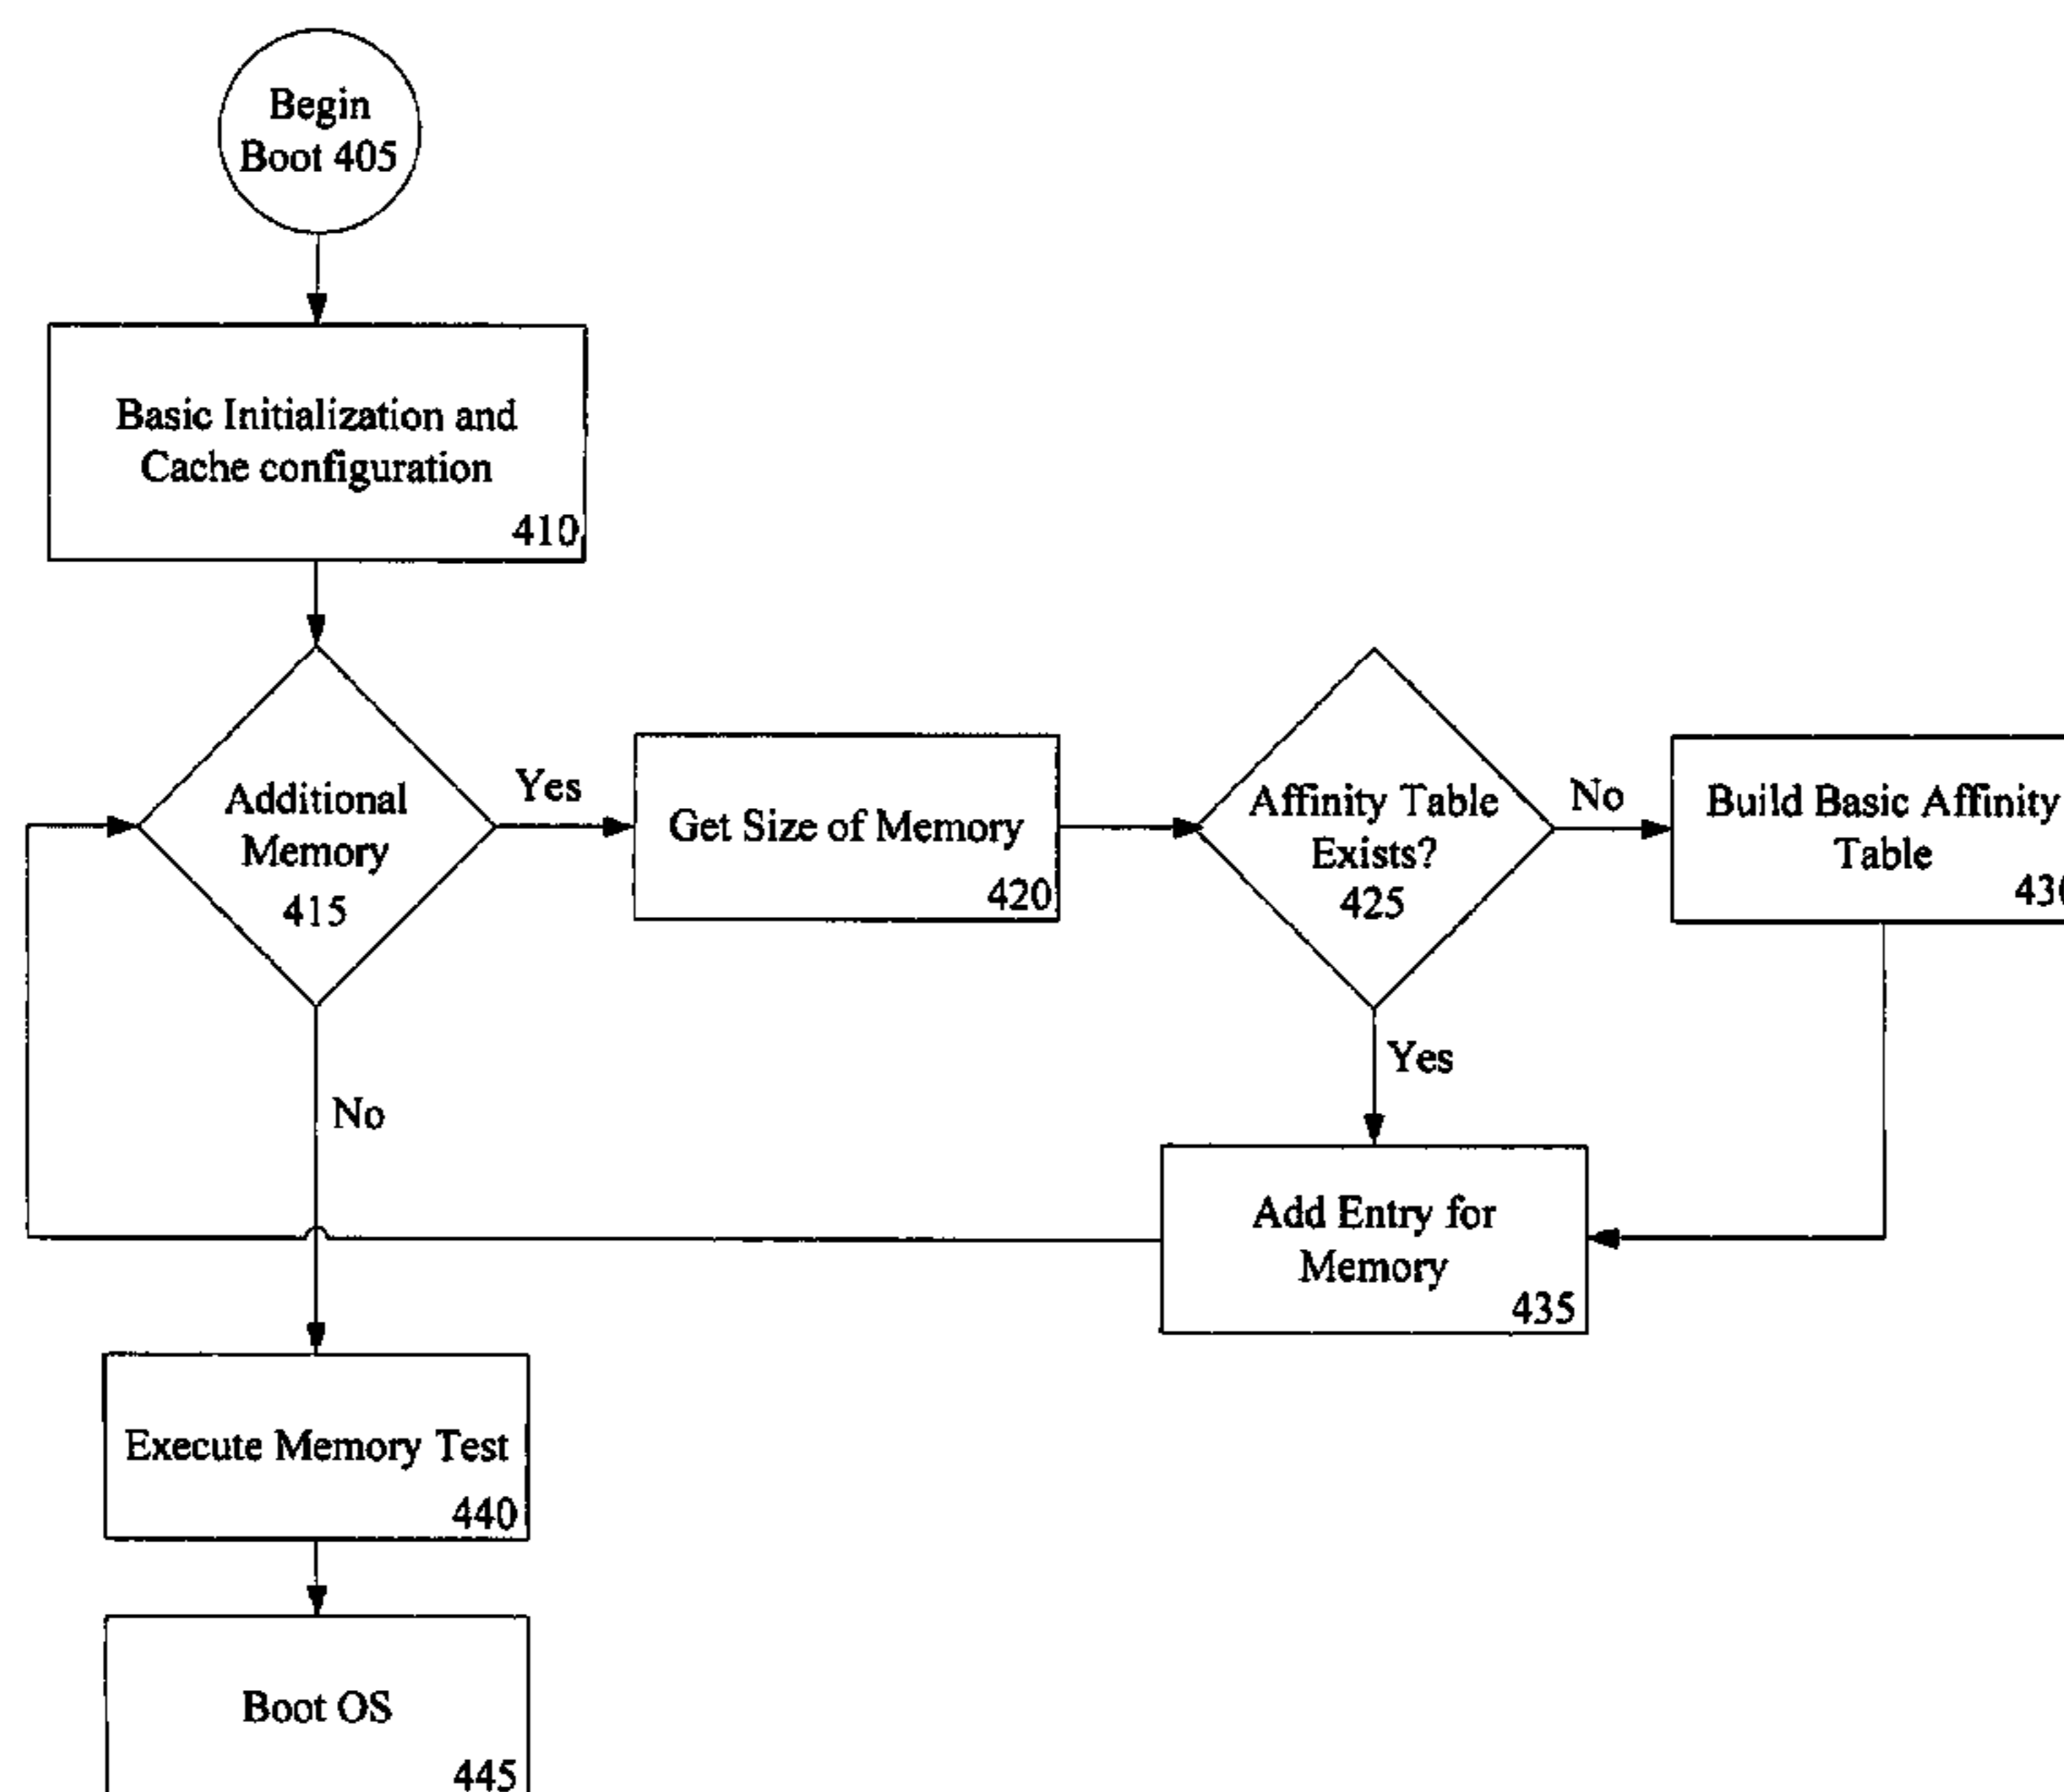 Begin
Boot 405
Basic Initialization and
Cache configuration
410
Additional
Memory
415
Yes
No
Get Size of Memory
420
Affinity Table
Exists?
425
No
Yes
Build Basic Affinity
Table
430
Add Entry for
Memory
435
Execute Memory Test
440
Boot OS
445